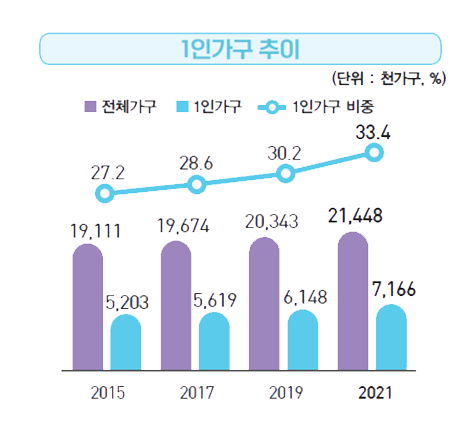 1인가구 추이
(단위 : 천가구, %)
전체가구 1인가구 1인가구 비중
27.2 28.6 30.2 33.4
19,111 19,674 20,343 21,448
5,203 5,619 6,148 7,166
2015 2017 2019 2021